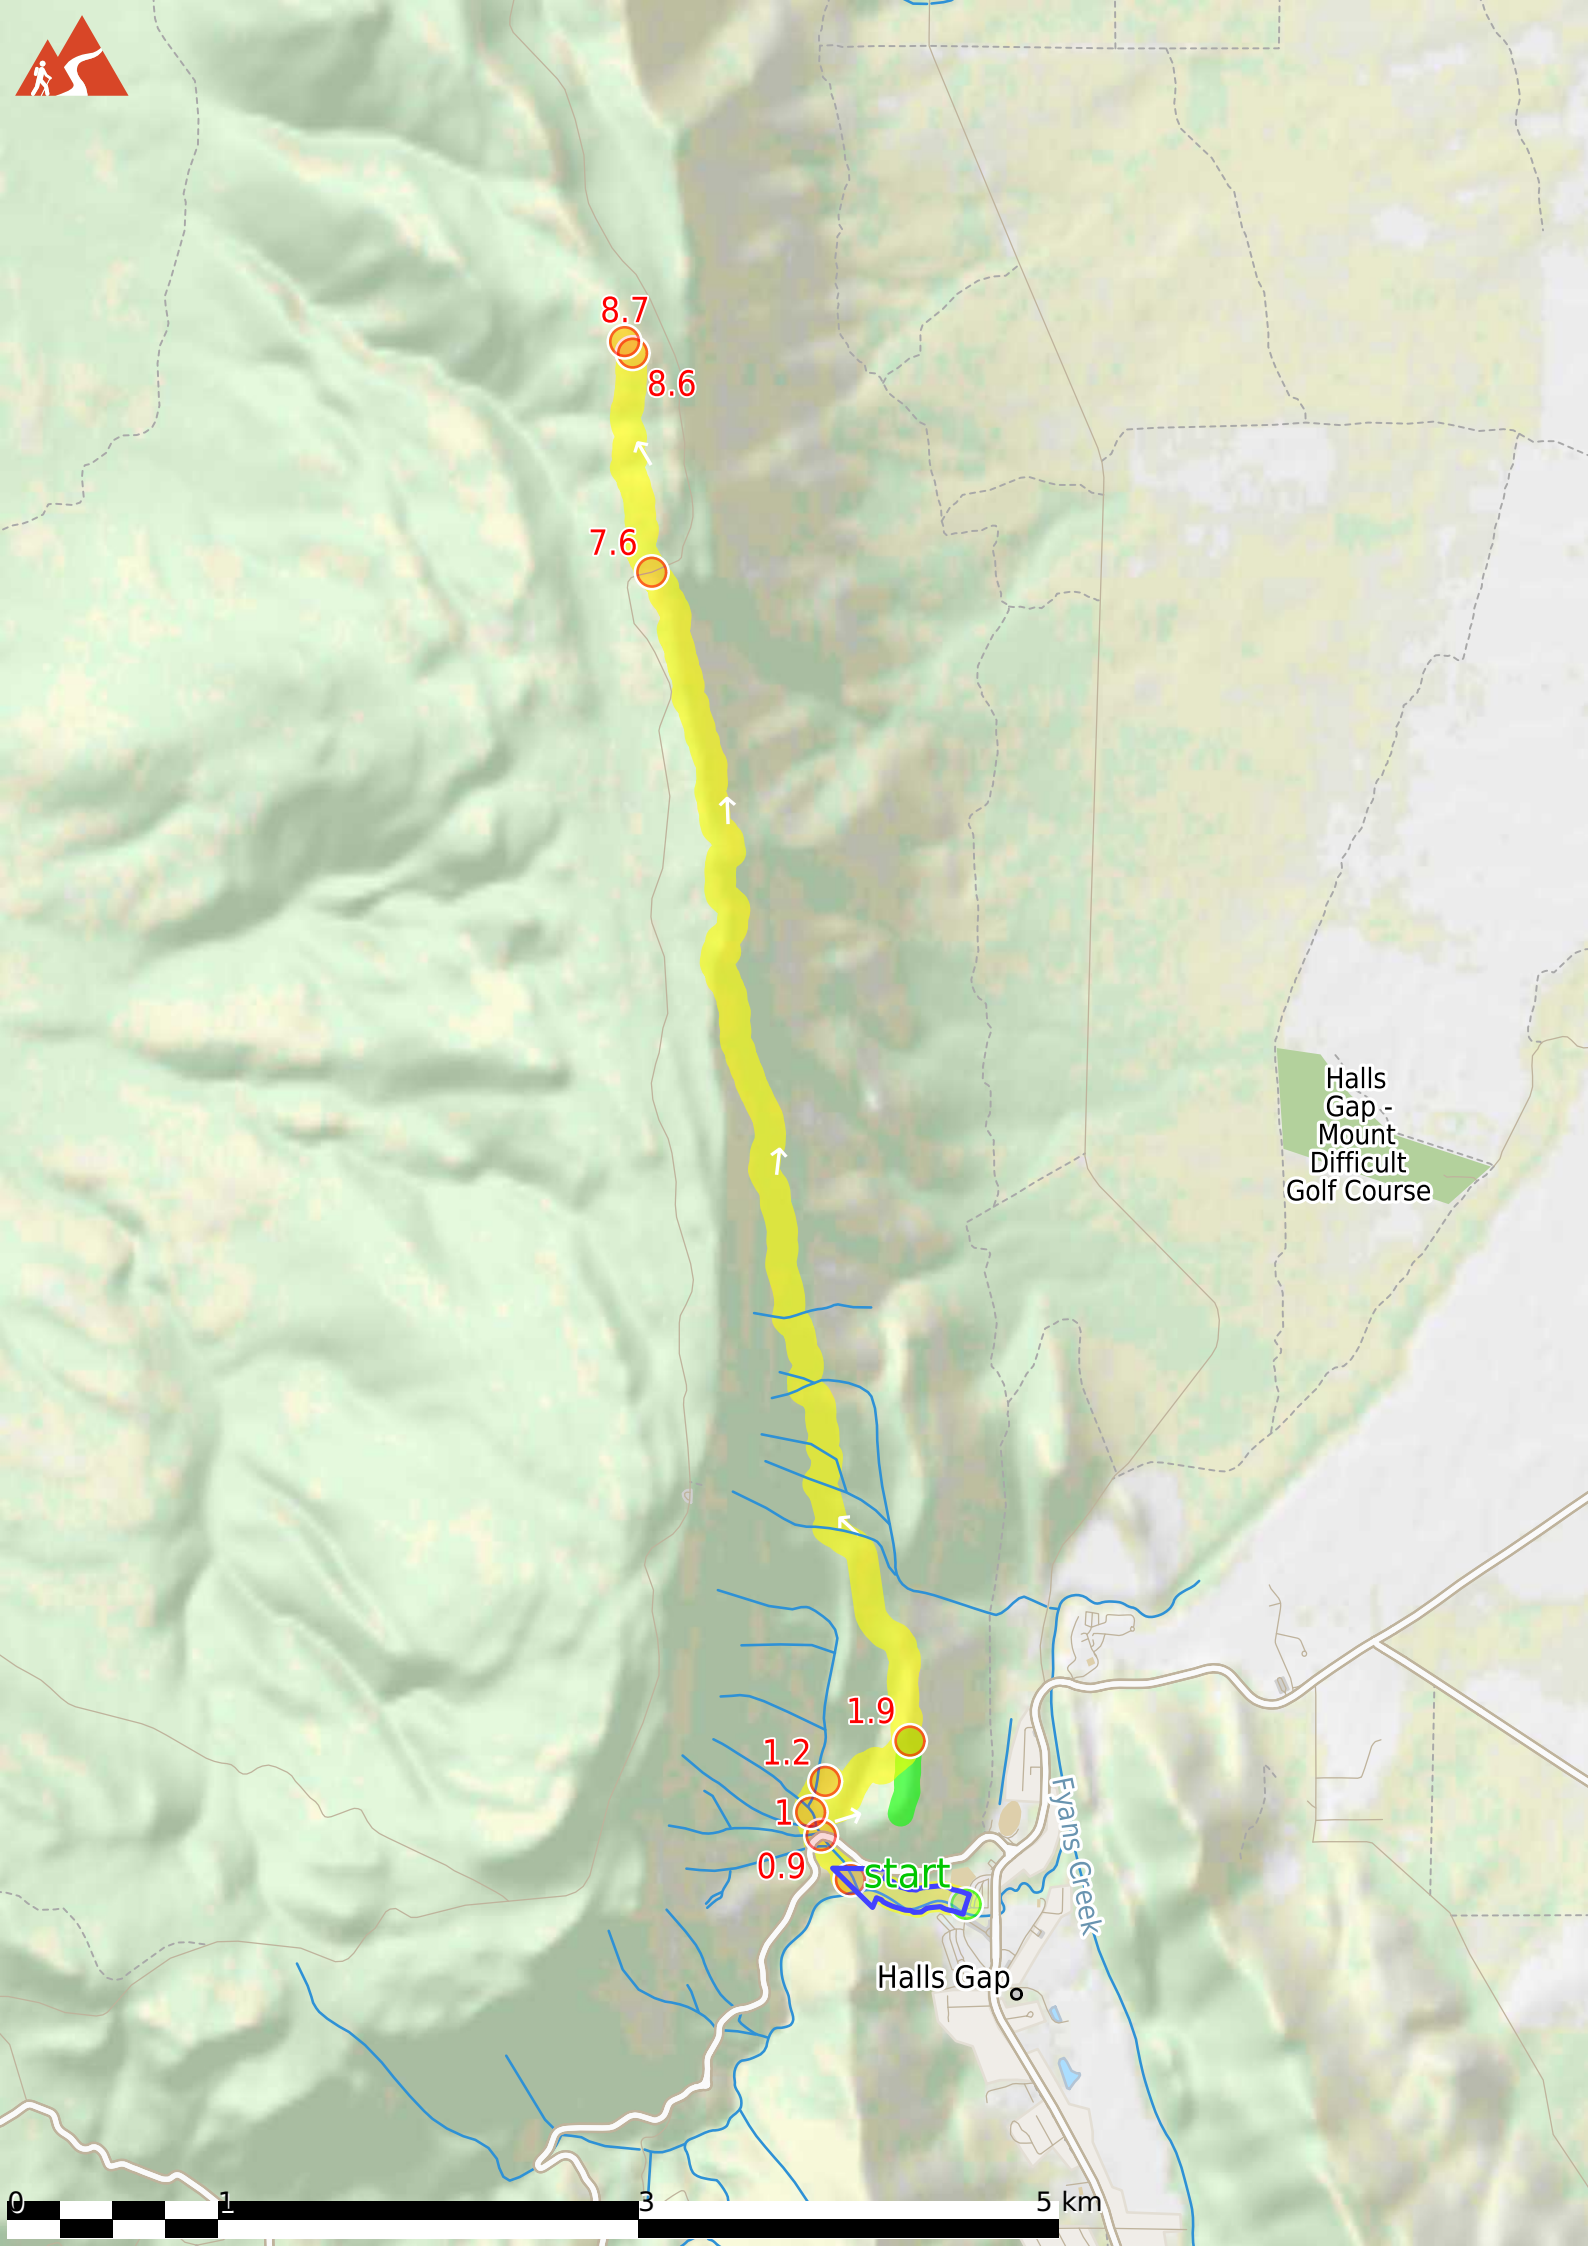 8.7
8.6
7.6
Halls
Gap -
Mount
Difficult
Golf Course
1.9
1.2
1
0.9
start
Fyans Creek
Halls Gap
0 1 3 5 km